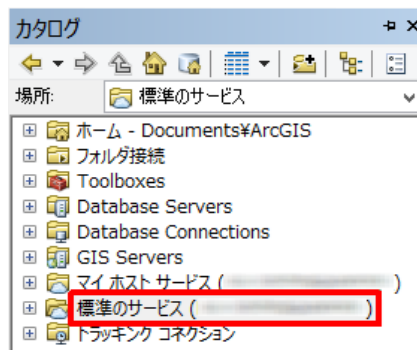 カタログ
場所: 標準のサービス
ホーム - Documents¥ArcGIS
フォルダ接続
Toolboxes
Database Servers
Database Connections
GIS Servers
マイ ホスト サービス ( )
標準のサービス ( )
トラッキング コネクション